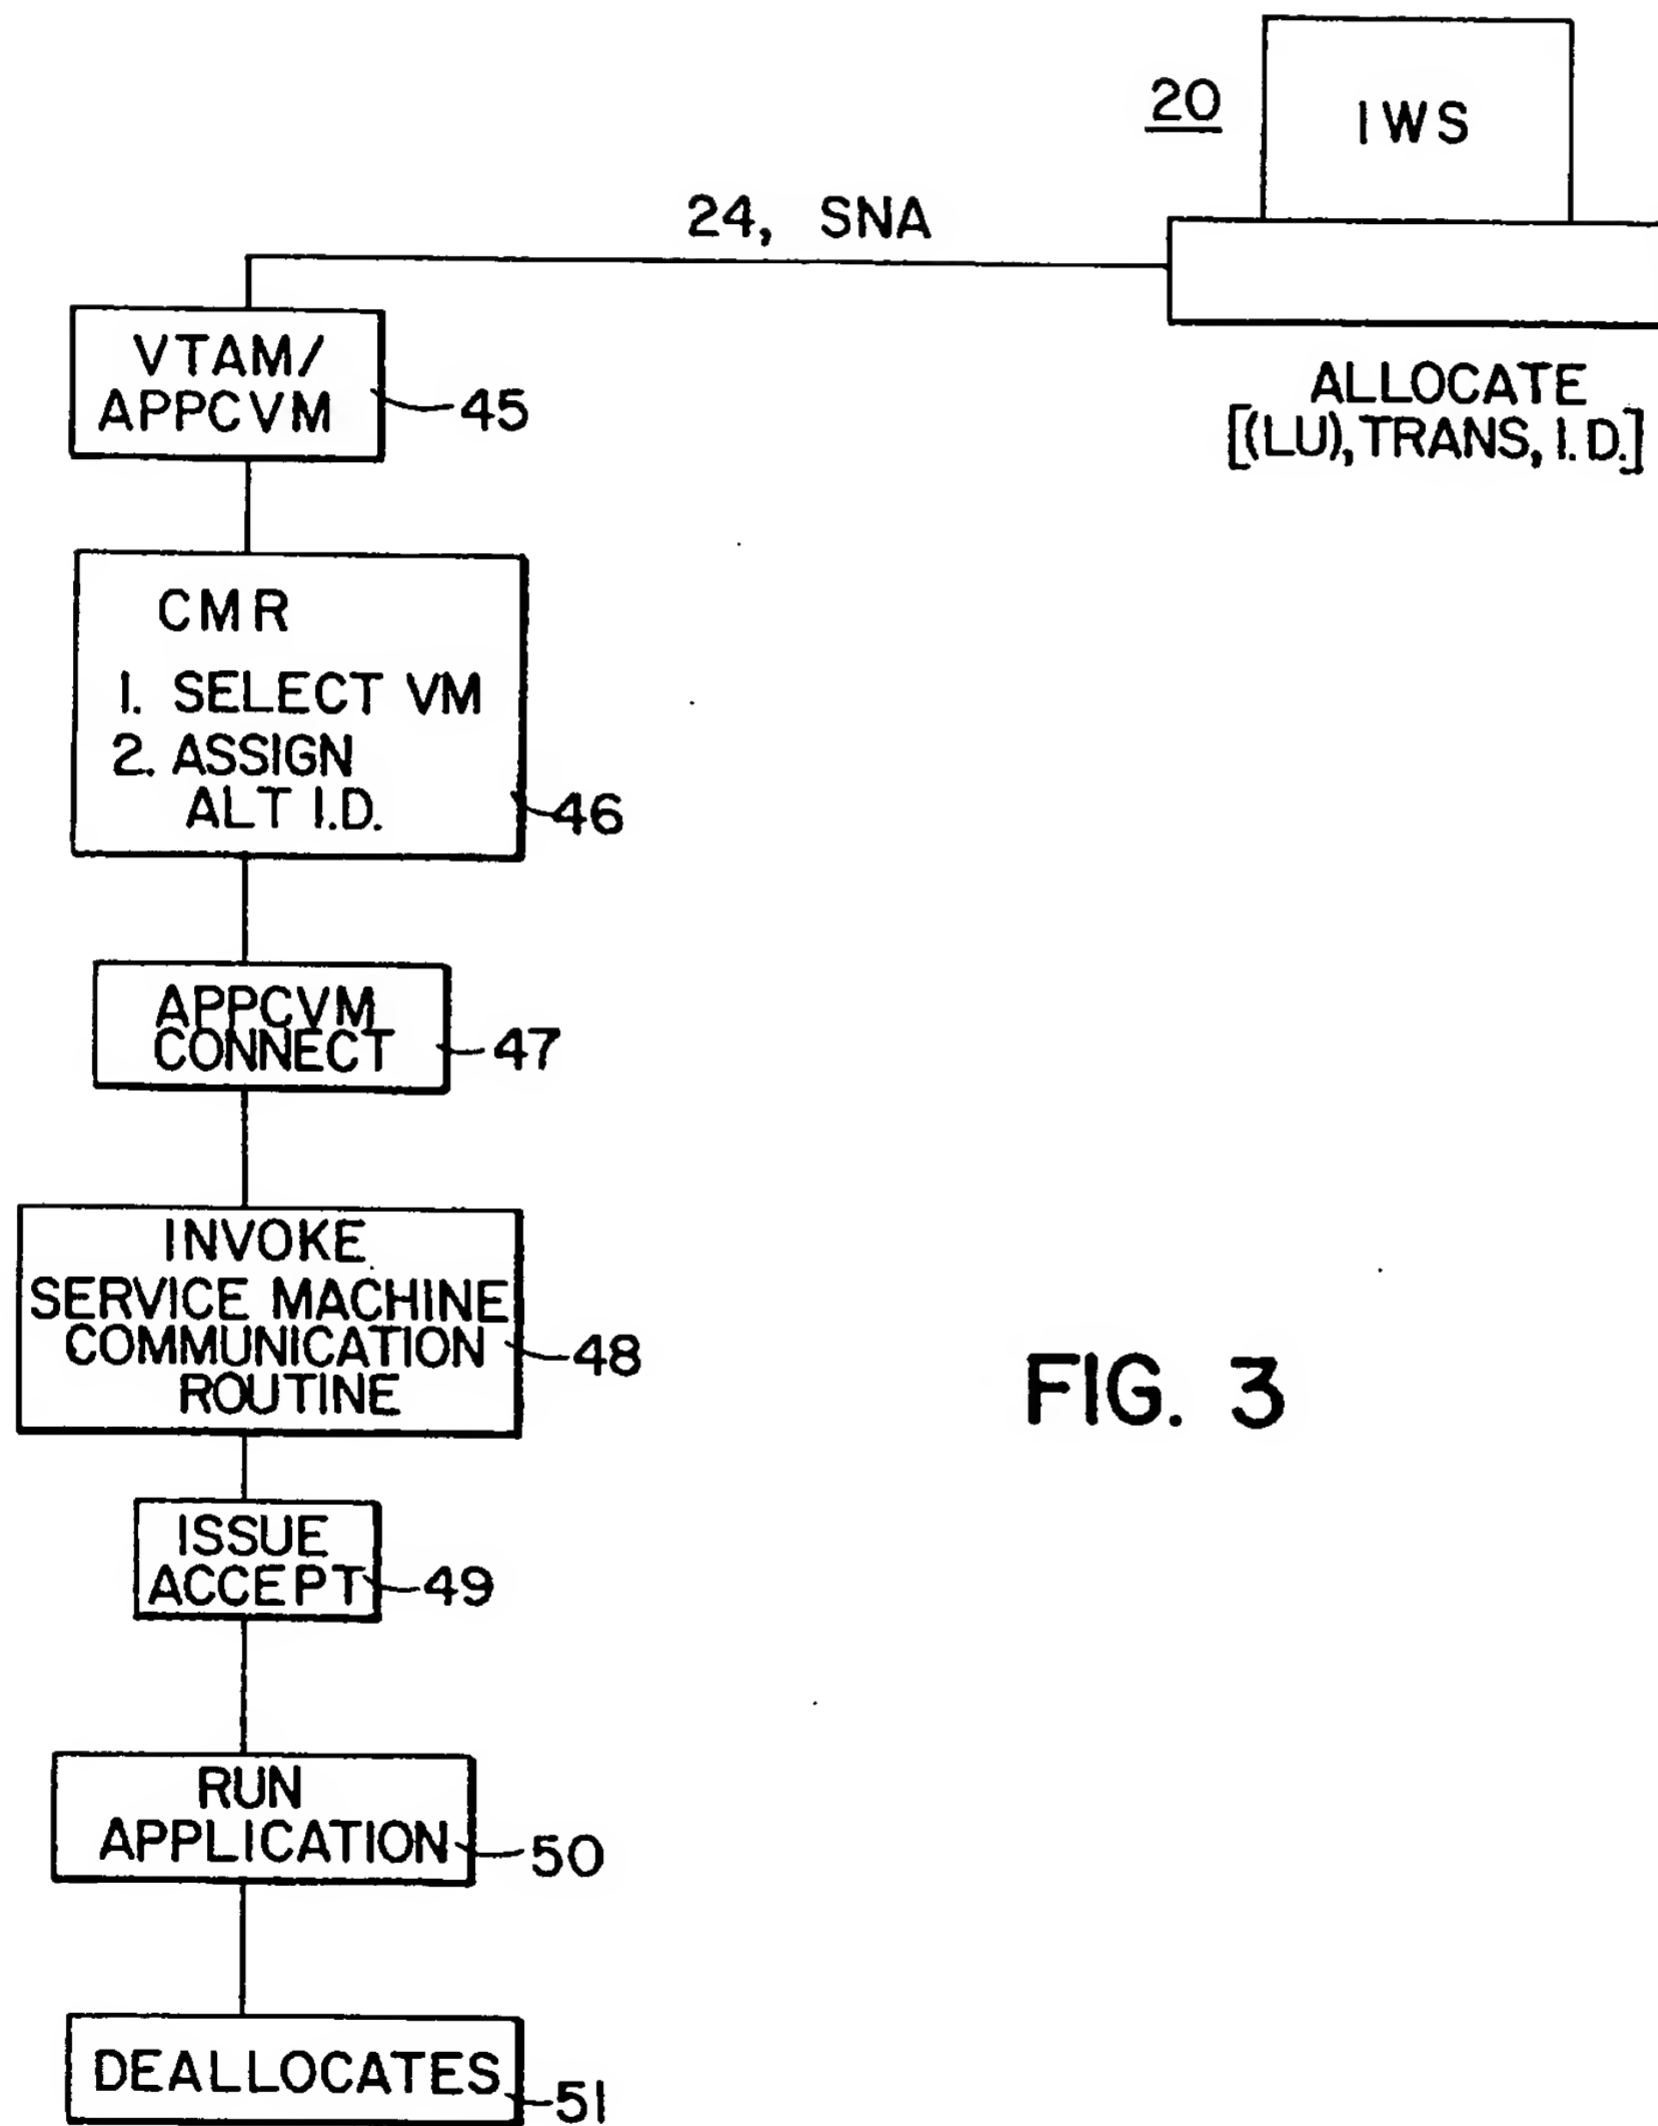 20
IWS
24, SNA
ALLOCATE
[(LU), TRANS, I.D.]
VTAM/
APPCVM
45
CMR
1. SELECT VM
2. ASSIGN
ALT I.D.
46
APPCVM
CONNECT
47
INVOKE
SERVICE MACHINE
COMMUNICATION
ROUTINE
48
FIG. 3
ISSUE
ACCEPT
49
RUN
APPLICATION
50
DEALLOCATES
51